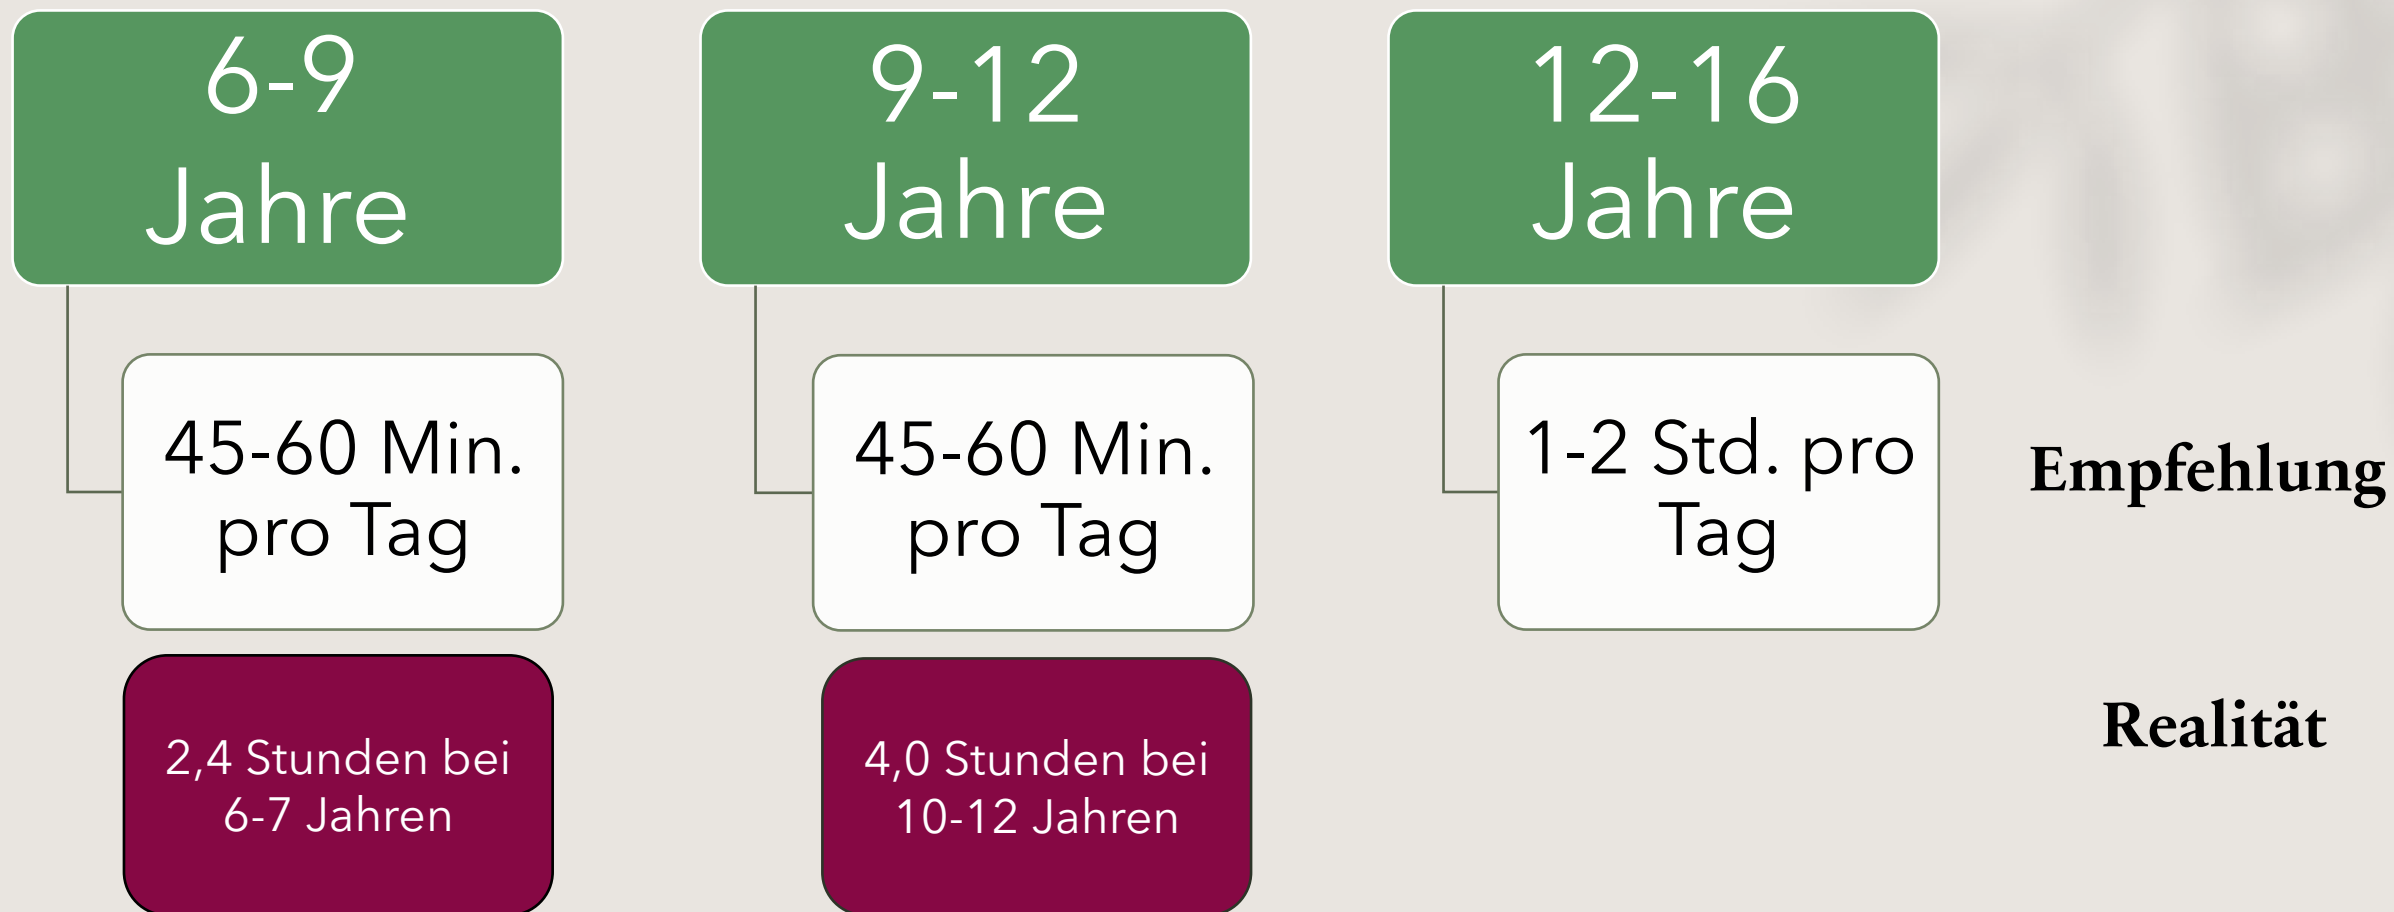 6-9
Jahre
9-12
Jahre
12-16
Jahre
45-60 Min.
pro Tag
45-60 Min.
pro Tag
1-2 Std. pro
Tag
Empfehlung
2,4 Stunden bei
6-7 Jahren
4,0 Stunden bei
10-12 Jahren
Realität